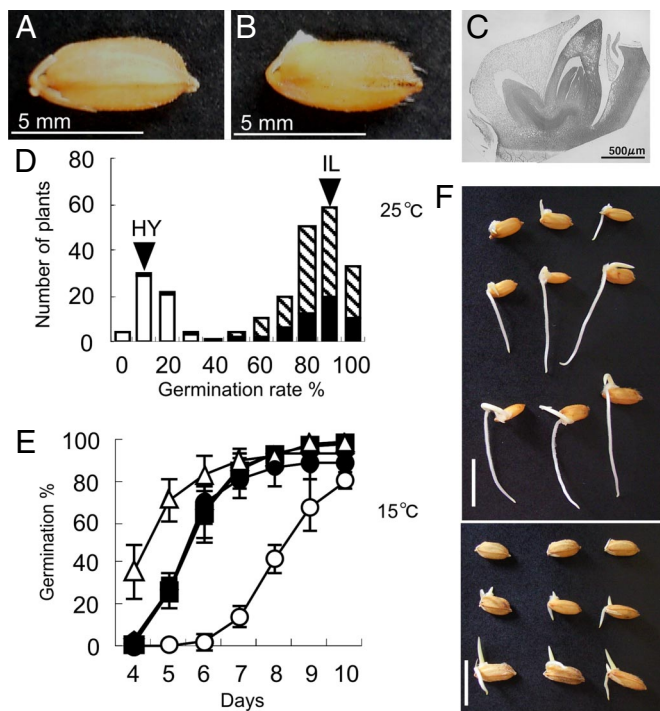 A
5 mm
B
5 mm
C
500µm
D
Number of plants
80
60
40
20
0
HY
IL
25°C
0 20 40 60 80 100
Germination rate %
E
Germination %
100
80
60
40
20
0
15°C
4 5 6 7 8 9 10
Days
F